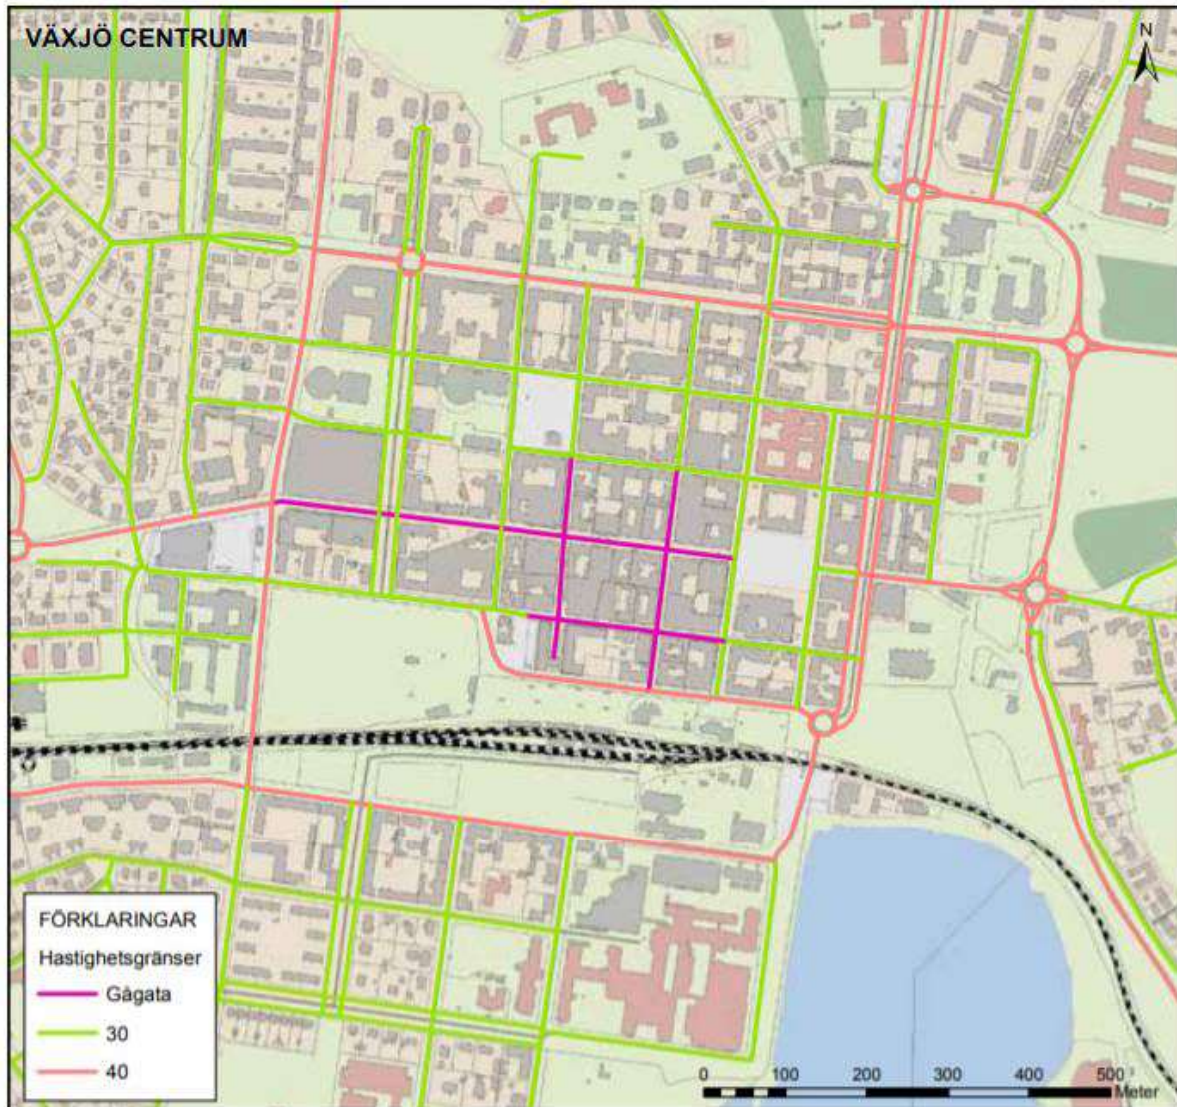 VÄXJÖ CENTRUM
N
FÖRKLARINGAR
Hastighetsgränser
Gågata
30
40
0 100 200 300 400 500
Meter